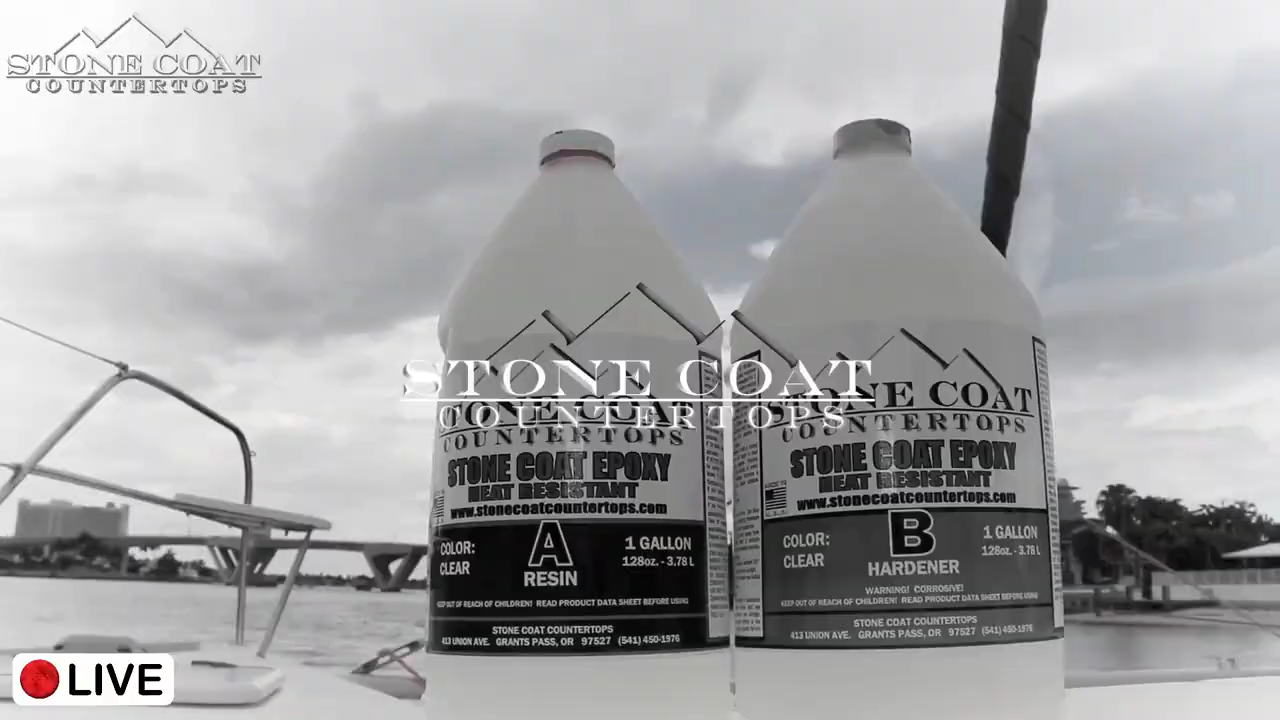 STONE COAT
COUNTERTOPS
STONE COAT
COUNTERTOPS
STONE COAT
COUNTERTOPS
STONE COAT EPOXY
HEAT RESISTANT
www.stonecoatcountertops.com
COLOR:
CLEAR
A
RESIN
1 GALLON
128oz. - 3.78 L
KEEP OUT OF REACH OF CHILDREN! READ PRODUCT DATA SHEET BEFORE USING
STONE COAT COUNTERTOPS
413 UNION AVE. GRANTS PASS, OR 97527 (541) 450-1976
STONE COAT
COUNTERTOPS
STONE COAT EPOXY
HEAT RESISTANT
www.stonecoatcountertops.com
COLOR:
CLEAR
B
HARDENER
1 GALLON
128oz. - 3.78 L
WARNING! CORROSIVE!
KEEP OUT OF REACH OF CHILDREN! READ PRODUCT DATA SHEET BEFORE USING
STONE COAT COUNTERTOPS
413 UNION AVE. GRANTS PASS, OR 97527 (541) 450-1976
LIVE